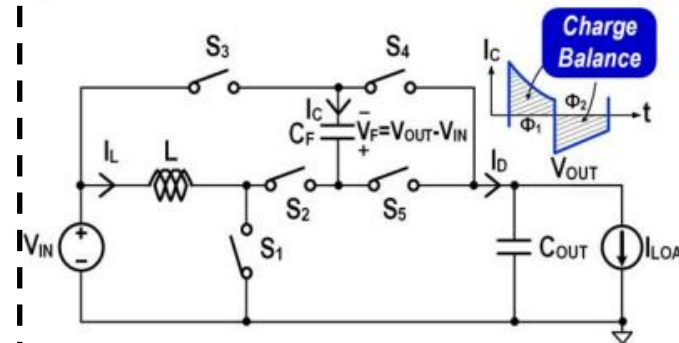 S3
S4
IC
Charge
Balance
Φ2
Φ1
t
IC
CF
−
VF=VOUT-VIN
+
IL
L
ID
VOUT
S2
S5
VIN
+
−
S1
COUT
ILOA